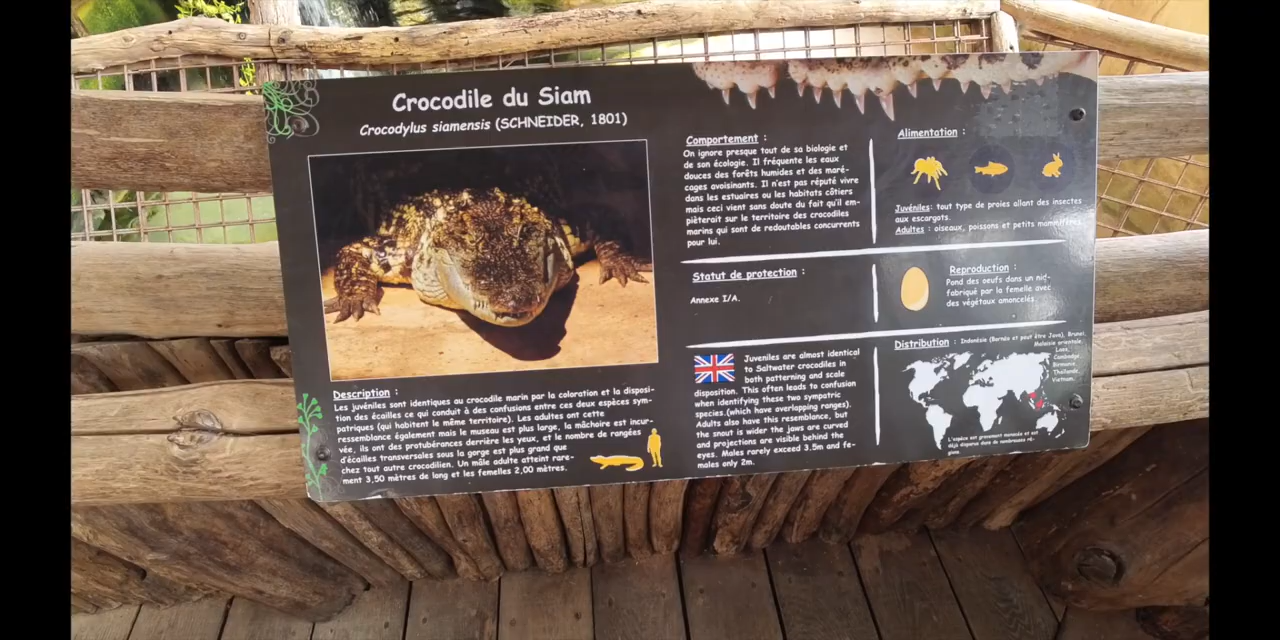 Crocodile du Siam
Crocodylus siamensis (SCHNEIDER, 1801)
Description :
Les juvéniles sont identiques au crocodile marin par la coloration et la disposi-
tion des écailles ce qui conduit à des confusions entre ces deux espèces sym-
patriques (qui habitent le même territoire). Les adultes ont cette
ressemblance également mais le museau est plus large, la mâchoire est incur-
vée, ils ont des protubérances derrière les yeux, et le nombre de rangées
d'écailles transversales sous la gorge est plus grand que
chez tout autre crocodilien. Un mâle adulte atteint rare-
ment 3,50 mètres de long et les femelles 2,00 mètres.
Comportement :
On ignore presque tout de sa biologie et
de son écologie. Il fréquente les eaux
douces des forêts humides et des maré-
cages avoisinants. Il n'est pas réputé vivre
dans les estuaires ou les habitats côtiers
mais ceci vient sans doute du fait qu'il em-
pièterait sur le territoire des crocodiles
marins qui sont de redoutables concurrents
pour lui.
Statut de protection :
Annexe I/A.
Juveniles are almost identical
to Saltwater crocodiles in
both patterning and scale
disposition. This often leads to confusion
when identifying these two sympatric
species.(which have overlapping ranges).
Adults also have this resemblance, but
the snout is wider the jaws are curved
and projections are visible behind the
eyes. Males rarely exceed 3.5m and fe-
males only 2m.
Alimentation :
Juvéniles: tout type de proies allant des insectes
aux escargots.
Adultes : oiseaux, poissons et petits mammifères.
Reproduction :
Pond des oeufs dans un nid
fabriqué par la femelle avec
des végétaux amoncelés.
Distribution : Indonésie (Bornéo et peut être Java), Brunei,
Malaisie orientale,
Laos,
Cambodge,
Birmanie,
Thaïlande,
Vietnam.
L'espèce est gravement menacée et est
déjà disparue dans de nombreuses ré-
gions.